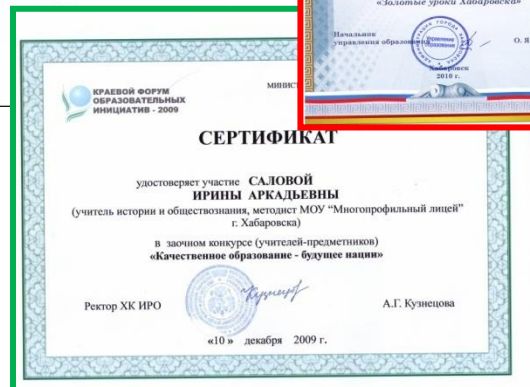 «Золотые уроки Хабаровска»
Начальник
управления образования
О. Я
Хабаровск
2010 г.
КРАЕВОЙ ФОРУМ
ОБРАЗОВАТЕЛЬНЫХ
ИНИЦИАТИВ - 2009
МИНИСТ
СЕРТИФИКАТ
удостоверяет участие САЛОВОЙ
ИРИНЫ АРКАДЬЕВНЫ
(учитель истории и обществознания, методист МОУ “Многопрофильный лицей”
г. Хабаровска)
в заочном конкурсе (учителей-предметников)
«Качественное образование - будущее нации»
Ректор ХК ИРО
А.Г. Кузнецова
«10 » декабря 2009 г.